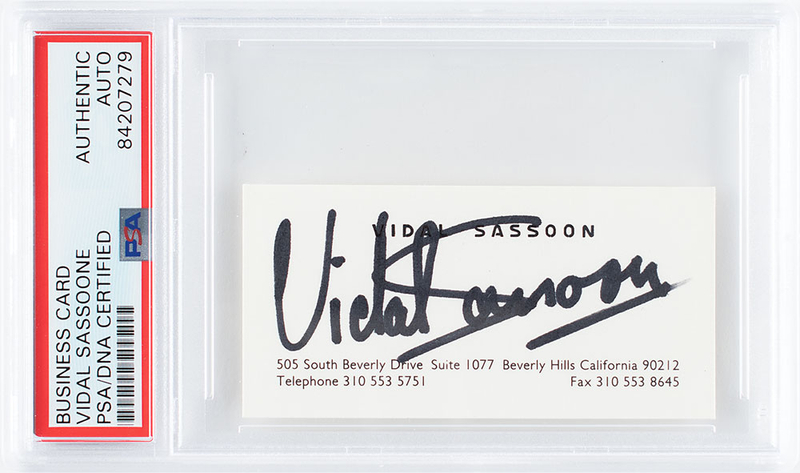 BUSINESS CARD
VIDAL SASSOONE
PSA/DNA CERTIFIED
AUTHENTIC
AUTO
84207279
PSA
VIDAL SASSOON
Vidal Sassoon
505 South Beverly Drive Suite 1077 Beverly Hills California 90212
Telephone 310 553 5751 Fax 310 553 8645